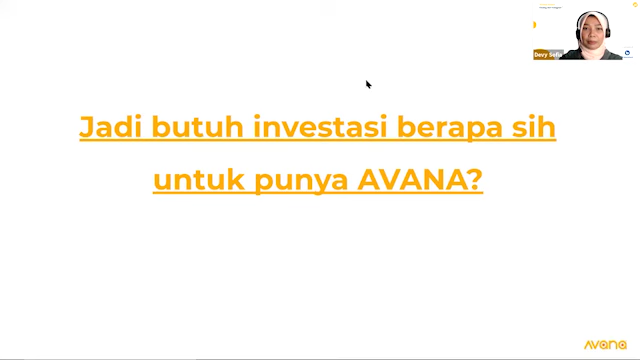 Jadi butuh investasi berapa sih
untuk punya AVANA?
Devy Sofia
AVANA